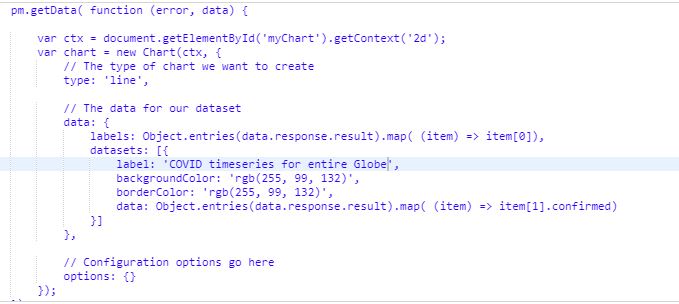 pm.getData( function (error, data) {
var ctx = document.getElementById('myChart').getContext('2d');
var chart = new Chart(ctx, {
// The type of chart we want to create
type: 'line',
// The data for our dataset
data: {
labels: Object.entries(data.response.result).map( (item) => item[0]),
datasets: [{
label: 'COVID timeseries for entire Globe',
backgroundColor: 'rgb(255, 99, 132)',
borderColor: 'rgb(255, 99, 132)',
data: Object.entries(data.response.result).map( (item) => item[1].confirmed)
}]
},
// Configuration options go here
options: {}
});